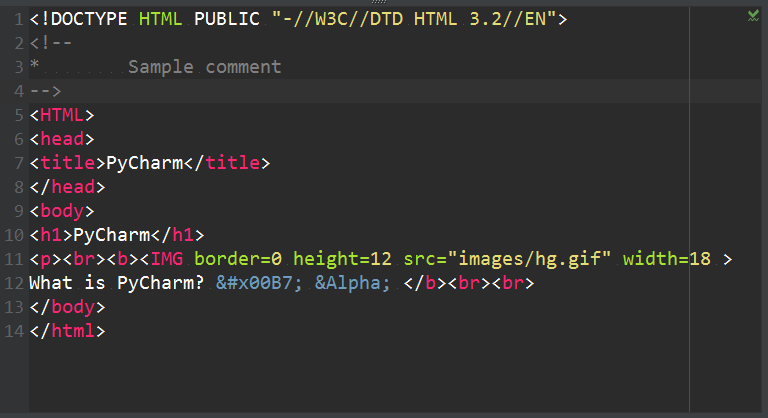 1 <!DOCTYPE HTML PUBLIC "-//W3C//DTD HTML 3.2//EN">
2 <!--
3 *        Sample comment
4 -->
5 <HTML>
6 <head>
7 <title>PyCharm</title>
8 </head>
9 <body>
10 <h1>PyCharm</h1>
11 <p><br><b><IMG border=0 height=12 src="images/hg.gif" width=18 >
12 What is PyCharm? &#x00B7; &Alpha; </b><br><br>
13 </body>
14 </html>